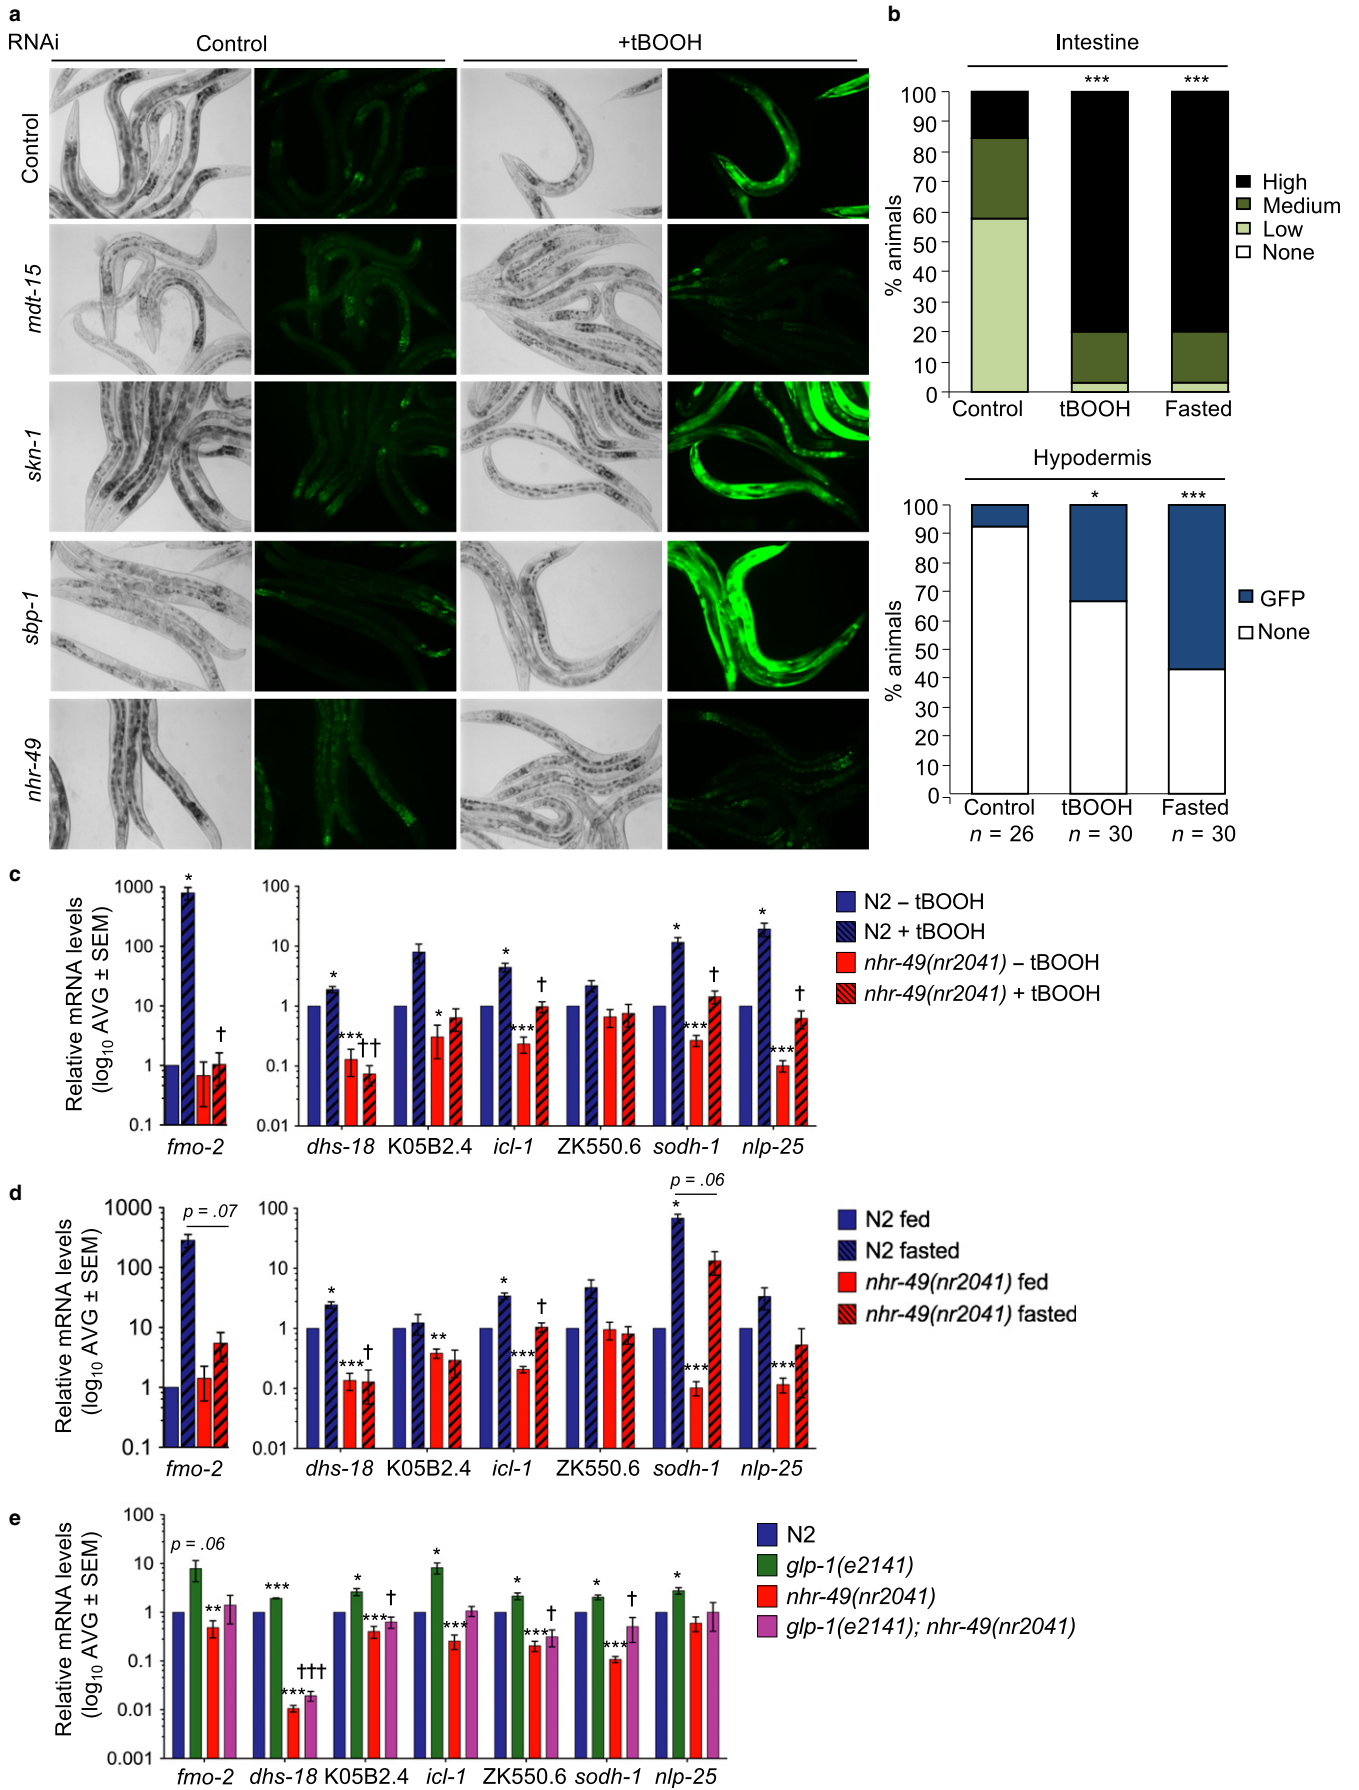 a
RNAi
Control
+tBOOH
Control
mdt-15
skn-1
sbp-1
nhr-49
b
Intestine
*** ***
100
90
80
70
60
50
40
30
20
10
0
% animals
Control tBOOH Fasted
High
Medium
Low
None
Hypodermis
* ***
100
90
80
70
60
50
40
30
20
10
0
% animals
Control tBOOH Fasted
n = 26 n = 30 n = 30
GFP
None
c
Relative mRNA levels
(log10 AVG ± SEM)
1000
100
10
1
0.1
* †
fmo-2
100
10
1
0.1
0.01
* *** †† * * *** † * *** † * *** †
dhs-18 K05B2.4 icl-1 ZK550.6 sodh-1 nlp-25
N2 – tBOOH
N2 + tBOOH
nhr-49(nr2041) – tBOOH
nhr-49(nr2041) + tBOOH
d
Relative mRNA levels
(log10 AVG ± SEM)
1000
100
10
1
0.1
p = .07
fmo-2
100
10
1
0.1
0.01
p = .06
* *** † ** * *** † * *** ***
dhs-18 K05B2.4 icl-1 ZK550.6 sodh-1 nlp-25
N2 fed
N2 fasted
nhr-49(nr2041) fed
nhr-49(nr2041) fasted
e
Relative mRNA levels
(log10 AVG ± SEM)
100
10
1
0.1
0.01
0.001
p = .06
** *** *** ††† * *** † * *** * *** † * *** † *
fmo-2 dhs-18 K05B2.4 icl-1 ZK550.6 sodh-1 nlp-25
N2
glp-1(e2141)
nhr-49(nr2041)
glp-1(e2141); nhr-49(nr2041)